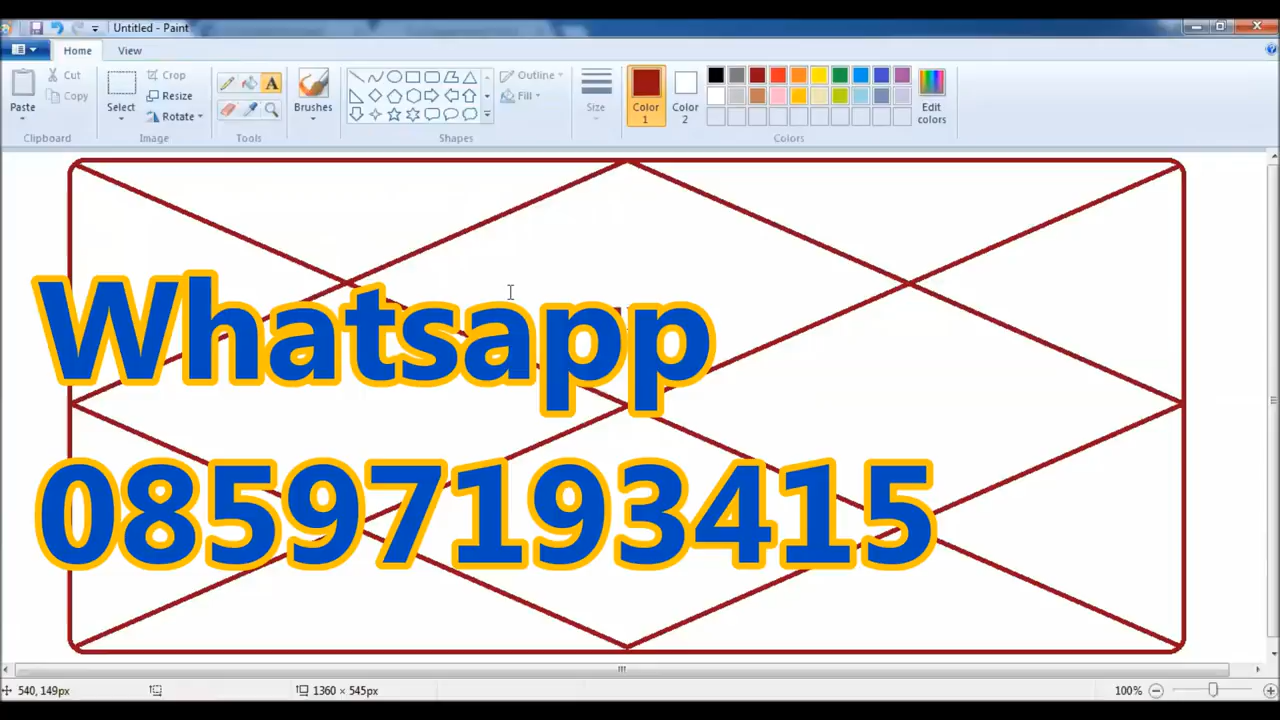 Untitled - Paint
Home
View
Cut
Crop
Outline
Copy
Resize
Fill
Paste
Select
Rotate
Brushes
Size
Color
1
Color
2
Edit
colors
Clipboard
Image
Tools
Shapes
Colors
Whatsapp
08597193415
540, 149px
1360 × 545px
100%